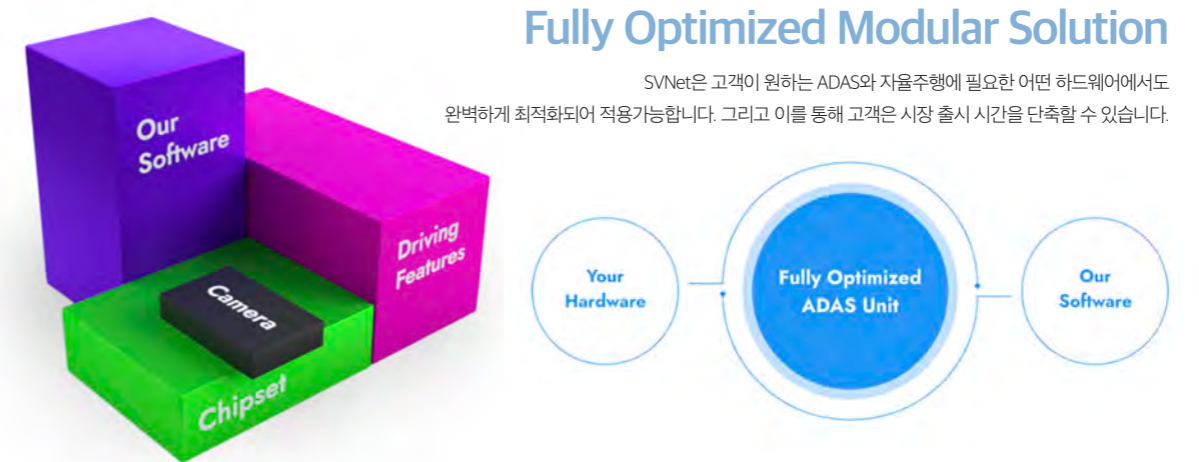 Fully Optimized Modular Solution
SVNet은 고객이 원하는 ADAS와 자율주행에 필요한 어떤 하드웨어에서도
완벽하게 최적화되어 적용가능합니다. 그리고 이를 통해 고객은 시장 출시 시간을 단축할 수 있습니다.
Our
Software
Driving
Features
Camera
Chipset
Your
Hardware
Fully Optimized
ADAS Unit
Our
Software